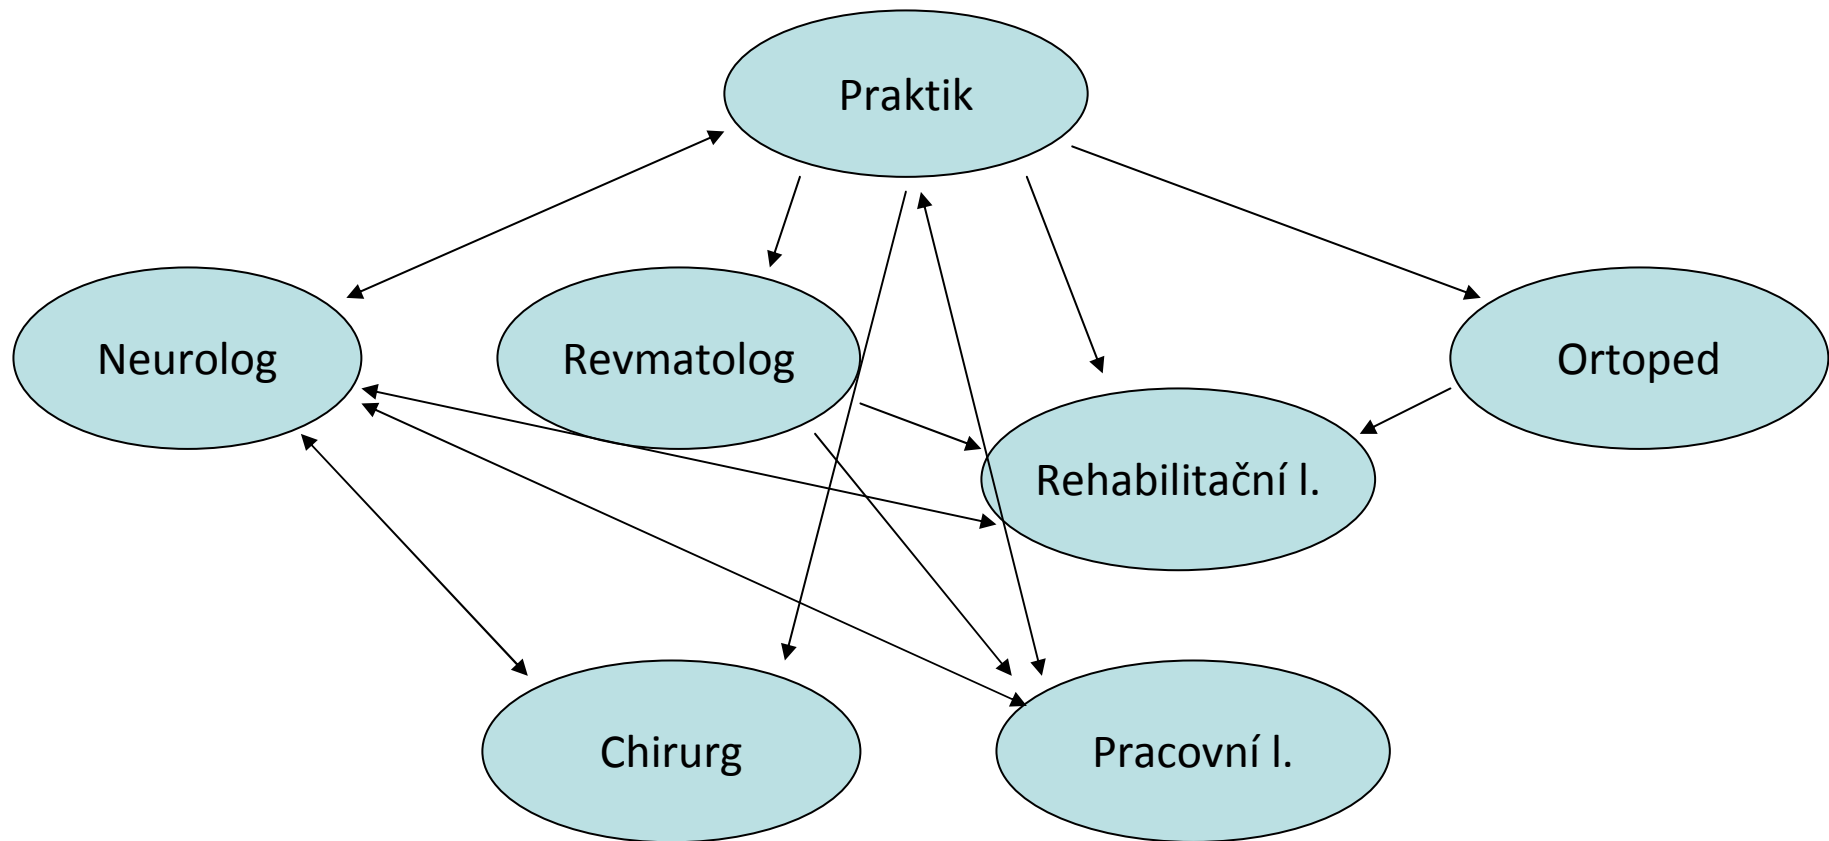 Praktik
Neurolog
Revmatolog
Ortoped
Rehabilitační l.
Chirurg
Pracovní l.